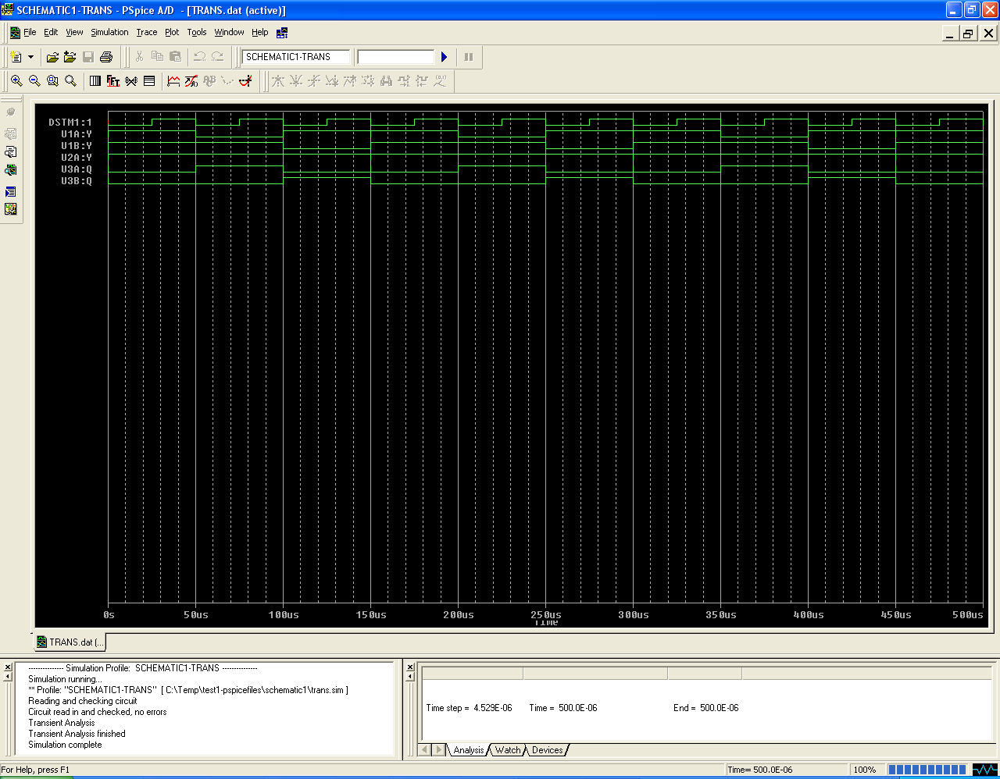 SCHEMATIC1-TRANS - PSpice A/D - [TRANS.dat (active)]
File Edit View Simulation Trace Plot Tools Window Help
SCHEMATIC1-TRANS
FFT
DSTM1:1
U1A:Y
U1B:Y
U2A:Y
U3A:Q
U3B:Q
0s 50us 100us 150us 200us 250us 300us 350us 400us 450us 500us
Time
TRANS.dat (...
--------------- Simulation Profile: SCHEMATIC1-TRANS ---------------
Simulation running...
** Profile: "SCHEMATIC1-TRANS" [ C:\Temp\test1-pspicefiles\schematic1\trans.sim ]
Reading and checking circuit
Circuit read in and checked, no errors
Transient Analysis
Transient Analysis finished
Simulation complete
Time step = 4.529E-06 Time = 500.0E-06 End = 500.0E-06
Analysis Watch Devices
For Help, press F1
Time= 500.0E-06 100%